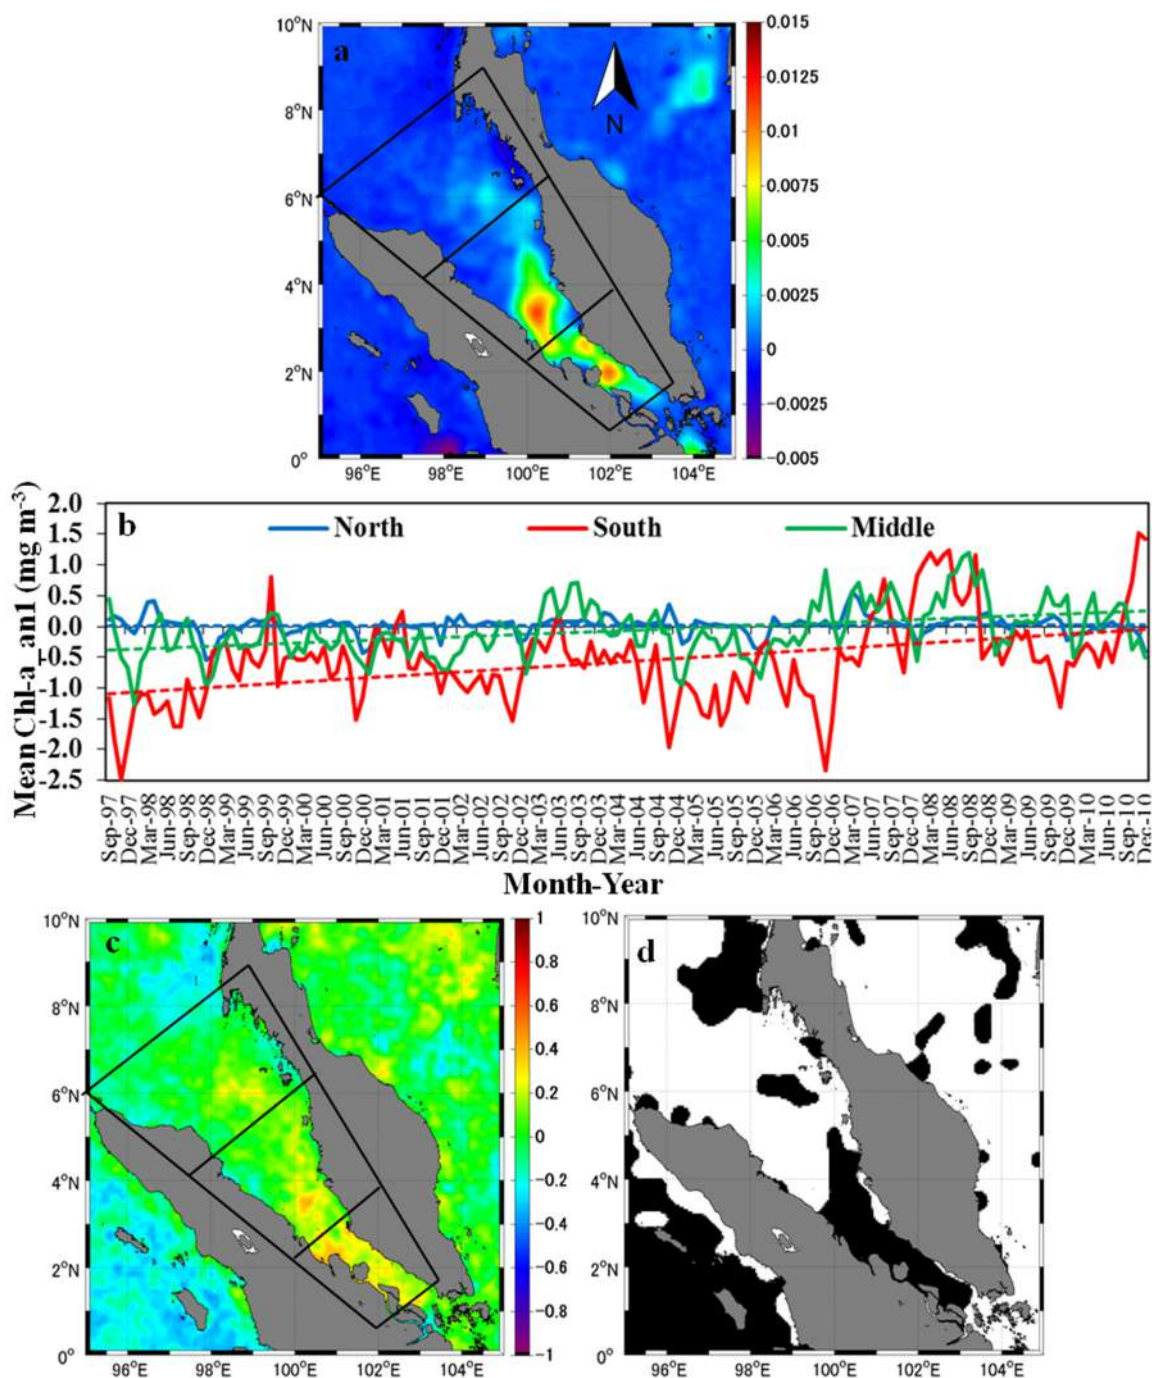 a
N
10°N
8°N
6°N
4°N
2°N
0°
96°E 98°E 100°E 102°E 104°E
0.015
0.0125
0.01
0.0075
0.005
0.0025
0
−0.0025
−0.005
b
North South Middle
Mean Chl-a_an1 (mg m-3)
2.0
1.5
1.0
0.5
0.0
-0.5
-1.0
-1.5
-2.0
-2.5
Sep-97
Dec-97
Mar-98
Jun-98
Sep-98
Dec-98
Mar-99
Jun-99
Sep-99
Dec-99
Mar-00
Jun-00
Sep-00
Dec-00
Mar-01
Jun-01
Sep-01
Dec-01
Mar-02
Jun-02
Sep-02
Dec-02
Mar-03
Jun-03
Sep-03
Dec-03
Mar-04
Jun-04
Sep-04
Dec-04
Mar-05
Jun-05
Sep-05
Dec-05
Mar-06
Jun-06
Sep-06
Dec-06
Mar-07
Jun-07
Sep-07
Dec-07
Mar-08
Jun-08
Sep-08
Dec-08
Mar-09
Jun-09
Sep-09
Dec-09
Mar-10
Jun-10
Sep-10
Dec-10
Month-Year
c
10°N
8°N
6°N
4°N
2°N
0°
96°E 98°E 100°E 102°E 104°E
1
0.8
0.6
0.4
0.2
0
−0.2
−0.4
−0.6
−0.8
−1
d
10°N
8°N
6°N
4°N
2°N
0°
96°E 98°E 100°E 102°E 104°E